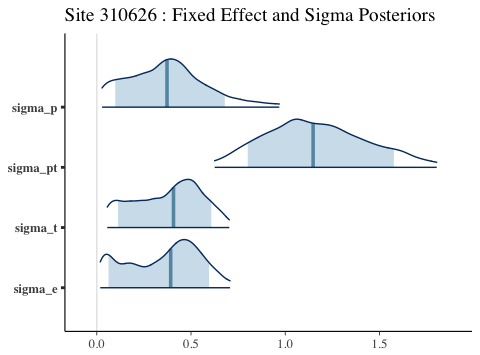 Site 310626 : Fixed Effect and Sigma Posteriors
sigma_p
sigma_pt
sigma_t
sigma_e
0.0 0.5 1.0 1.5